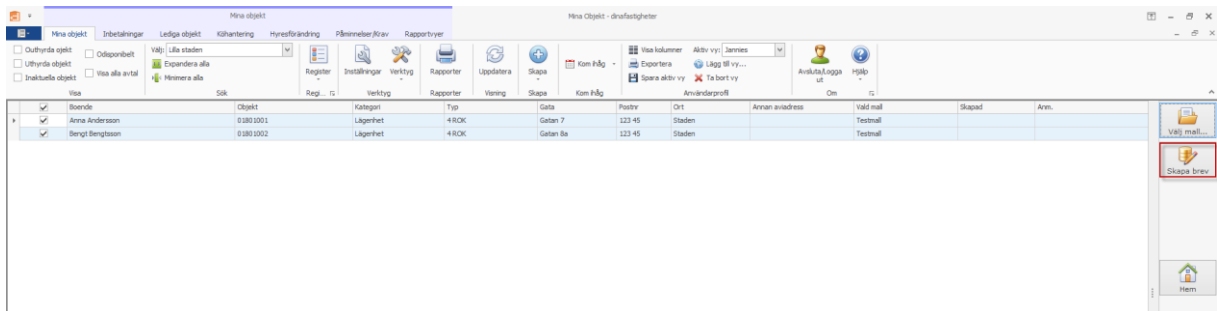 Mina objekt
Mina Objekt - dinafastigheter
Mina objekt Inbetalningar Lediga objekt Köhantering Hyresförändring Påminnelser/Krav Rapportvyer
Outhyrda ojekt
Uthyrda objekt
Inaktuella objekt
Odisponibelt
Visa alla avtal
Visa
Välj: Lilla staden
Expandera alla
Minimera alla
Sök
Register
Regi...
Inställningar Verktyg
Verktyg
Rapporter
Rapporter
Uppdatera
Visning
Skapa
Skapa
Kom ihåg
Kom ihåg
Visa kolumner Aktiv vy: Jannies
Exportera Lägg till vy...
Spara aktiv vy Ta bort vy
Användarprofil
Avsluta/Logga ut
Hjälp
Om
Boende Objekt Kategori Typ Gata Postnr Ort Annan aviadress Vald mall Skapad Anm.
Anna Andersson 01801001 Lägenhet 4 ROK Gatan 7 123 45 Staden Testmall
Bengt Bengtsson 01801002 Lägenhet 4 ROK Gatan 8a 123 45 Staden Testmall
Välj mall...
Skapa brev
Hem